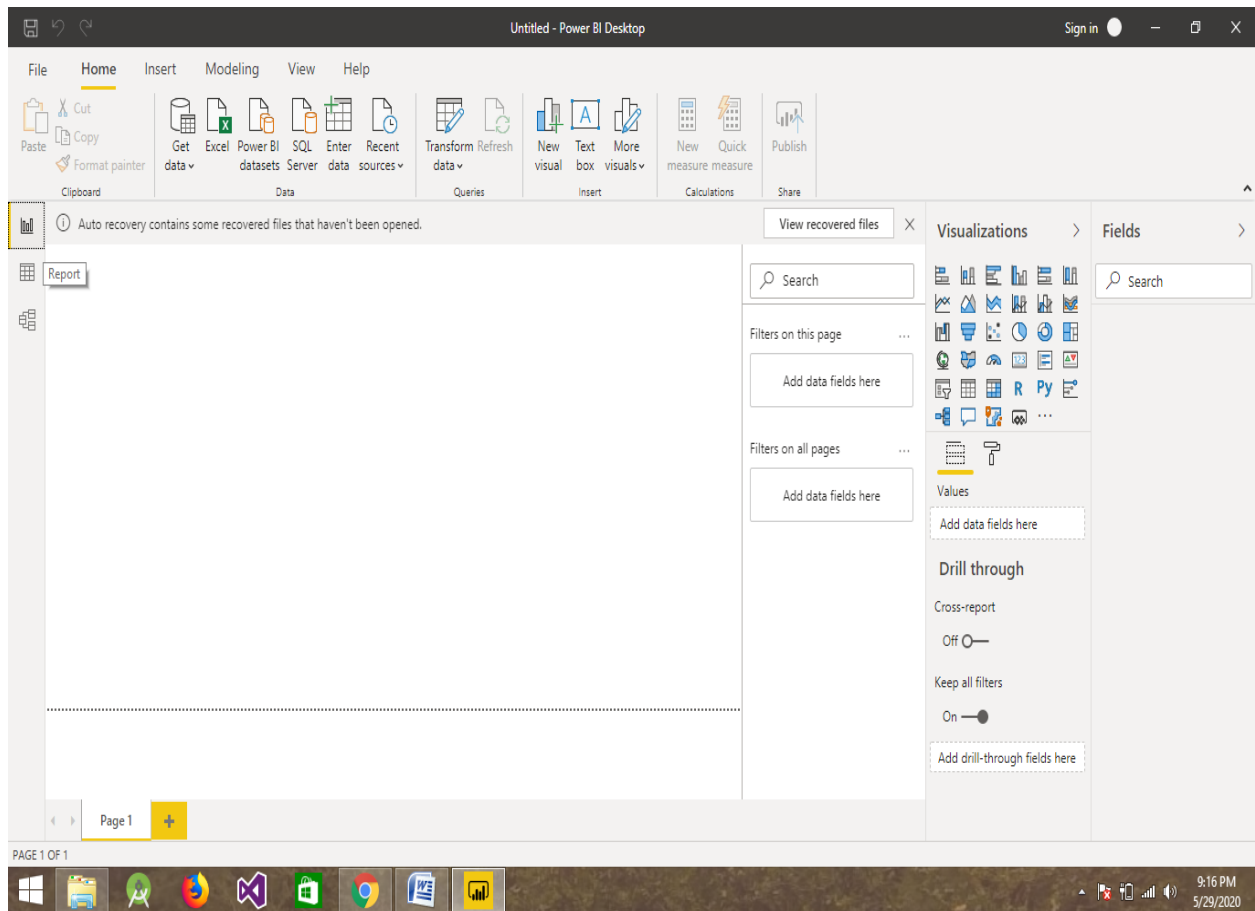 Untitled - Power BI Desktop
Sign in
File Home Insert Modeling View Help
Paste
Cut
Copy
Format painter
Clipboard
Get data
Excel
Power BI datasets
SQL Server
Enter data
Recent sources
Data
Transform data
Refresh
Queries
New visual
Text box
More visuals
Insert
New measure
Quick measure
Calculations
Publish
Share
Auto recovery contains some recovered files that haven't been opened.
View recovered files
Report
Search
Filters on this page
...
Add data fields here
Filters on all pages
...
Add data fields here
Visualizations
123
R Py
...
Values
Add data fields here
Drill through
Cross-report
Off
Keep all filters
On
Add drill-through fields here
Fields
Search
Page 1
PAGE 1 OF 1
9:16 PM
5/29/2020